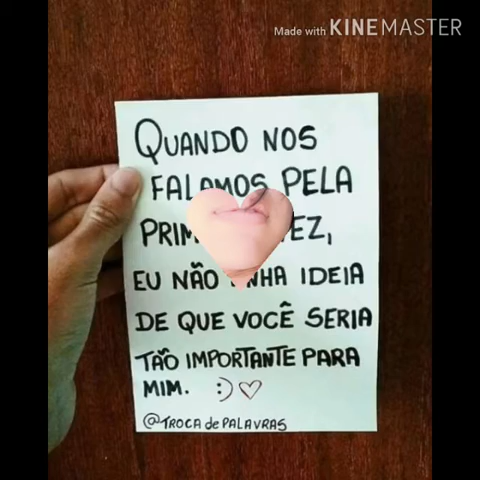 Made with KINEMASTER
QUANDO NOS
FALAMOS PELA
EU NÃO IDEIA
DE QUE VOCÊ SERIA
TÃO IMPORTANTE PARA
MIM. :) ♡
@TROCA de PALAVRAS